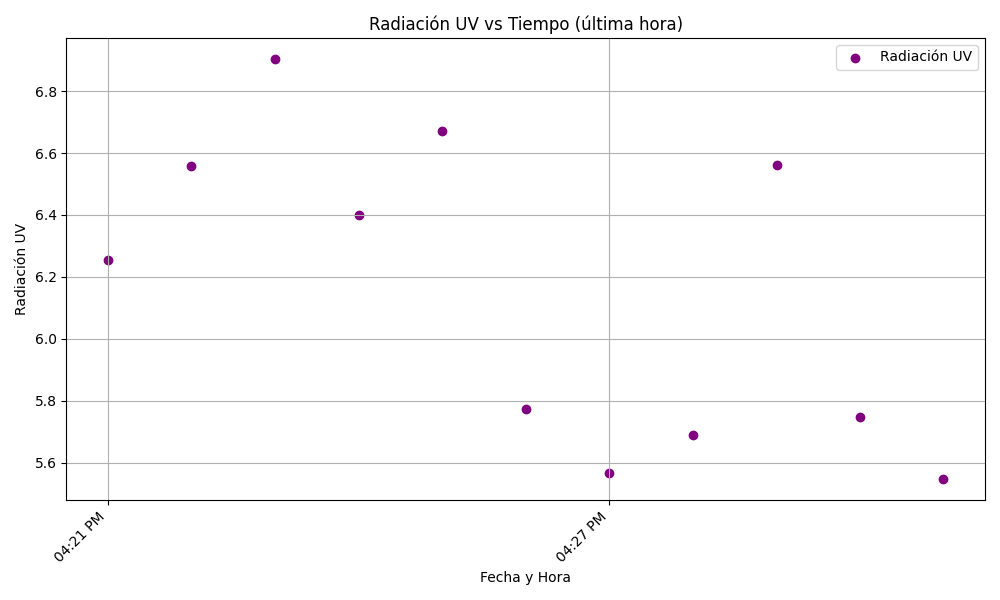 Radiación UV vs Tiempo (última hora)
Radiación UV
6.8
6.6
6.4
6.2
6.0
5.8
5.6
Radiación UV
04:21 PM
04:27 PM
Fecha y Hora